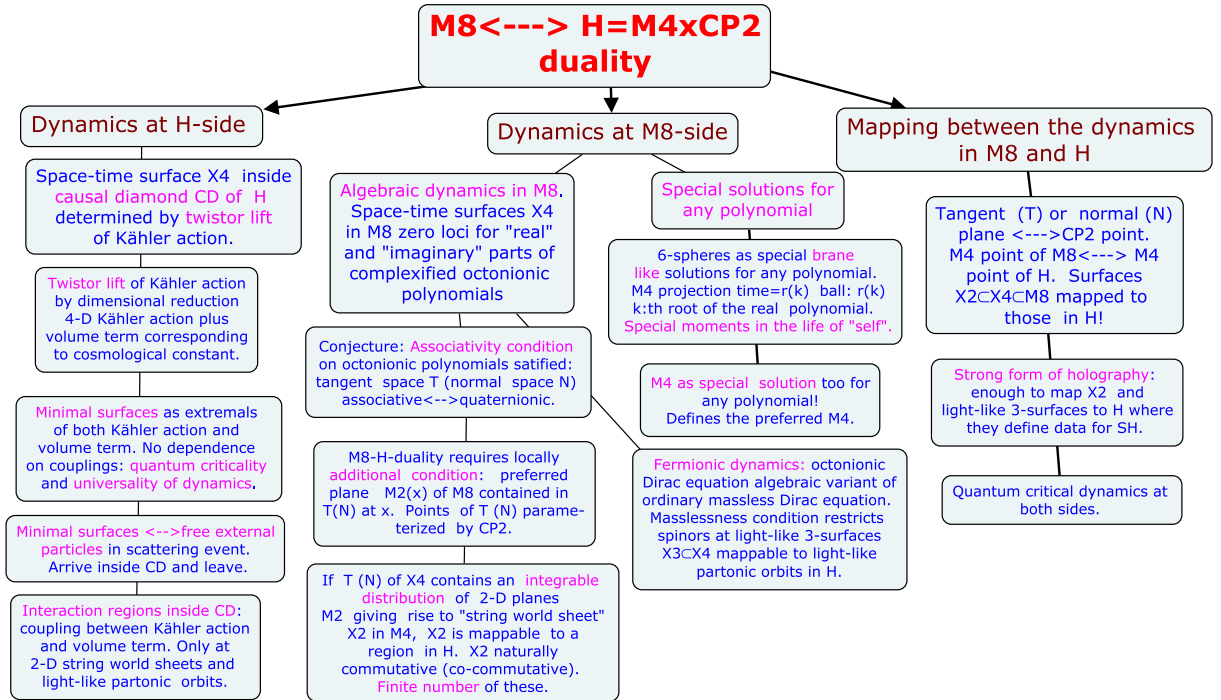 M8<---> H=M4xCP2
duality
Dynamics at H-side
Space-time surface X4 inside
causal diamond CD of H
determined by twistor lift
of Kähler action.
Twistor lift of Kähler action
by dimensional reduction
4-D Kähler action plus
volume term corresponding
to cosmological constant.
Minimal surfaces as extremals
of both Kähler action and
volume term. No dependence
on couplings: quantum criticality
and universality of dynamics.
Minimal surfaces <-->free external
particles in scattering event.
Arrive inside CD and leave.
Interaction regions inside CD:
coupling between Kähler action
and volume term. Only at
2-D string world sheets and
light-like partonic orbits.
Dynamics at M8-side
Algebraic dynamics in M8.
Space-time surfaces X4
in M8 zero loci for "real"
and "imaginary" parts of
complexified octonionic
polynomials
Conjecture: Associativity condition
on octonionic polynomials satified:
tangent space T (normal space N)
associative<-->quaternionic.
M8-H-duality requires locally
additional condition: preferred
plane M2(x) of M8 contained in
T(N) at x. Points of T (N) parame-
terized by CP2.
If T (N) of X4 contains an integrable
distribution of 2-D planes
M2 giving rise to "string world sheet"
X2 in M4, X2 is mappable to a
region in H. X2 naturally
commutative (co-commutative).
Finite number of these.
Special solutions for
any polynomial
6-spheres as special brane
like solutions for any polynomial.
M4 projection time=r(k) ball: r(k)
k:th root of the real polynomial.
Special moments in the life of "self".
M4 as special solution too for
any polynomial!
Defines the preferred M4.
Fermionic dynamics: octonionic
Dirac equation algebraic variant of
ordinary massless Dirac equation.
Masslessness condition restricts
spinors at light-like 3-surfaces
X3⊂X4 mappable to light-like
partonic orbits in H.
Mapping between the dynamics
in M8 and H
Tangent (T) or normal (N)
plane <--->CP2 point.
M4 point of M8<---> M4
point of H. Surfaces
X2⊂X4⊂M8 mapped to
those in H!
Strong form of holography:
enough to map X2 and
light-like 3-surfaces to H where
they define data for SH.
Quantum critical dynamics at
both sides.